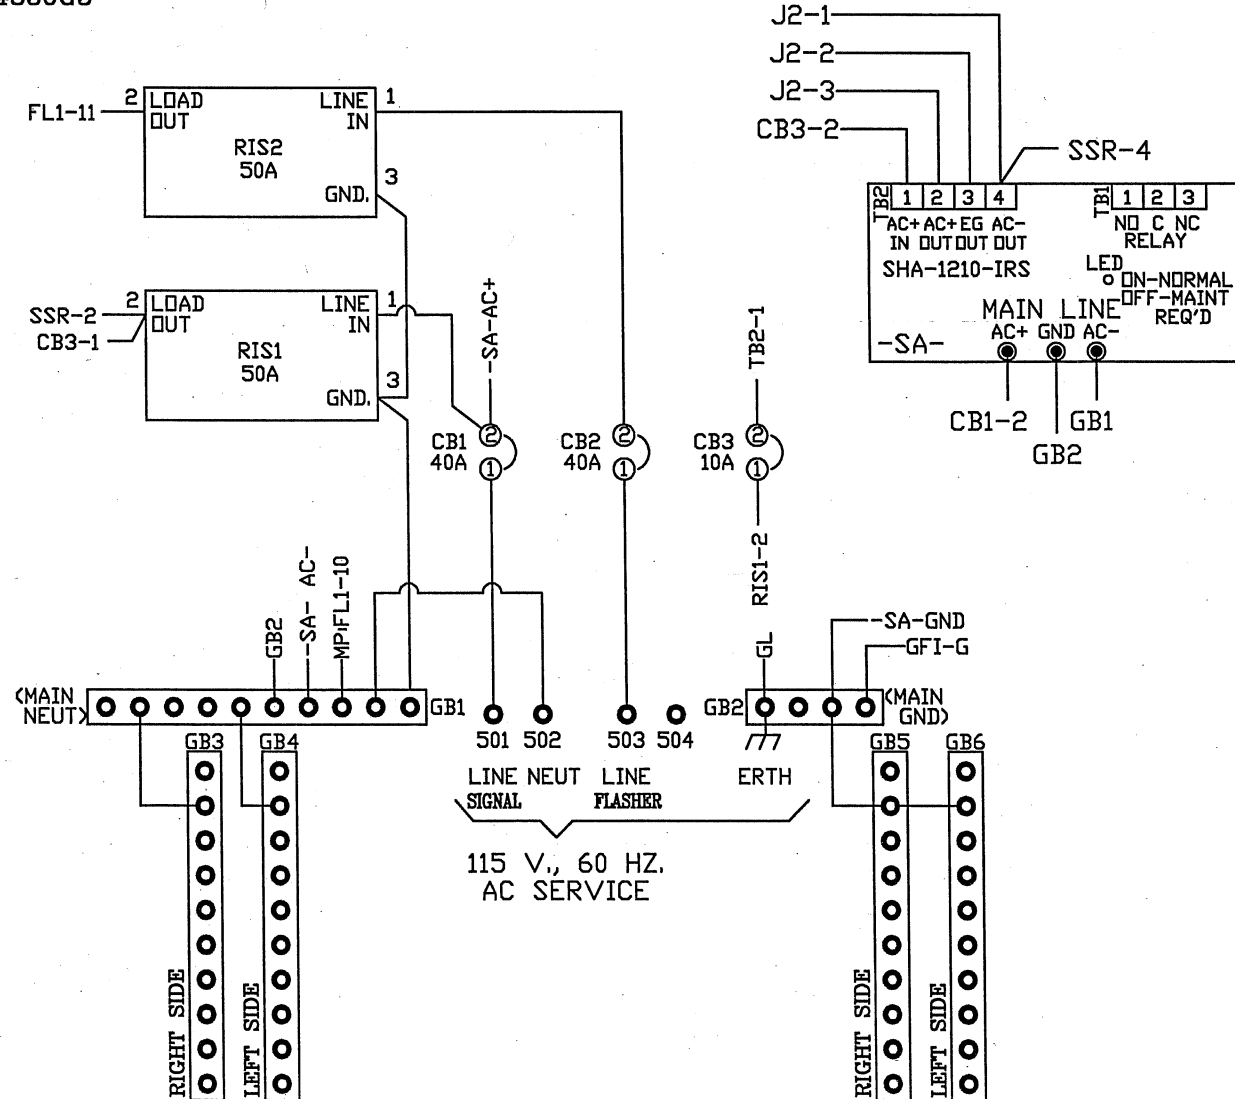 J2-1
J2-2
J2-3
CB3-2
SSR-4
FL1-11
2 LOAD OUT
LINE IN 1
RIS2
50A
GND. 3
TB2
1 2 3 4
AC+ AC+ EG AC-
IN OUT OUT OUT
TB1
1 2 3
NO C NC
RELAY
SHA-1210-IRS
LED
ON-NORMAL
OFF-MAINT
REQ'D
MAIN LINE
AC+ GND AC-
-SA-
CB1-2
GB2
GB1
SSR-2
CB3-1
2 LOAD OUT
LINE IN 1
RIS1
50A
GND. 3
-SA-AC+
TB2-1
CB1
40A
2
1
CB2
40A
2
1
CB3
10A
2
1
RIS1-2
GB2
-SA- AC-
MP:FL1-10
GL
-SA-GND
GFI-G
(MAIN
NEUT)
GB1
GB2
(MAIN
GND)
GB3
GB4
501 502
503 504
GB5
GB6
LINE NEUT
LINE
ERTH
SIGNAL
FLASHER
115 V., 60 HZ.
AC SERVICE
RIGHT SIDE
LEFT SIDE
RIGHT SIDE
LEFT SIDE